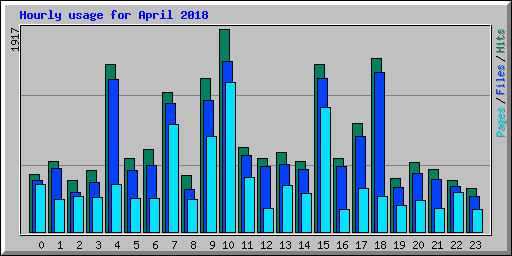 Hourly usage for April 2018
1917
Pages / Files / Hits
0 1 2 3 4 5 6 7 8 9 10 11 12 13 14 15 16 17 18 19 20 21 22 23